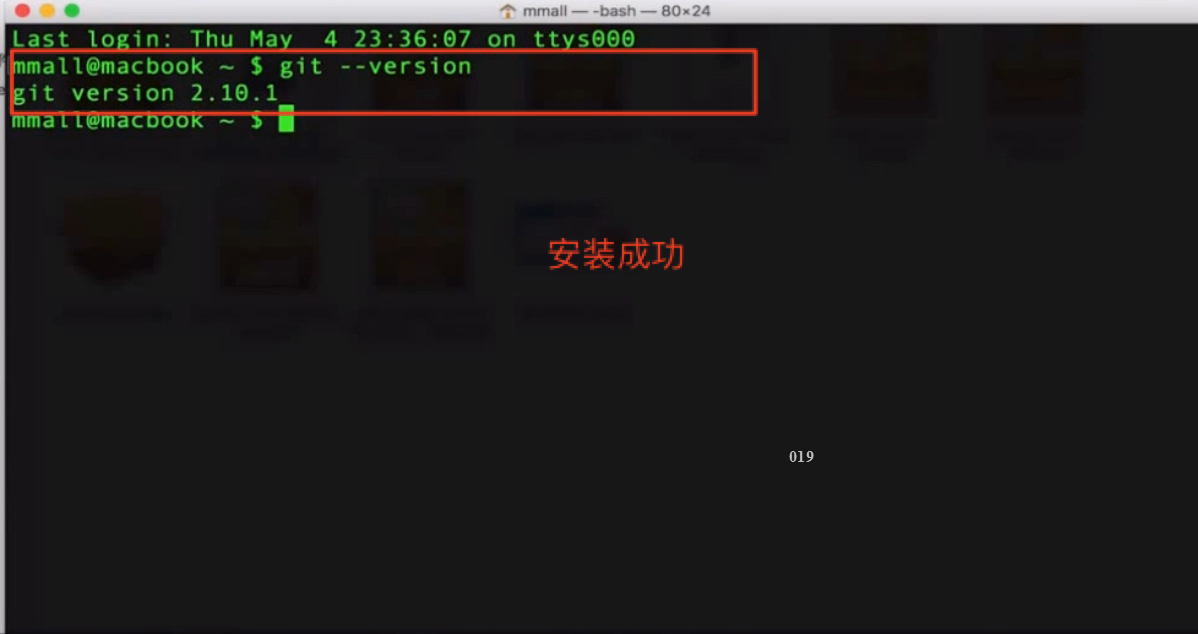 mmall — -bash — 80×24
Last login: Thu May  4 23:36:07 on ttys000
mmall@macbook ~ $ git --version
git version 2.10.1
mmall@macbook ~ $
安装成功
019